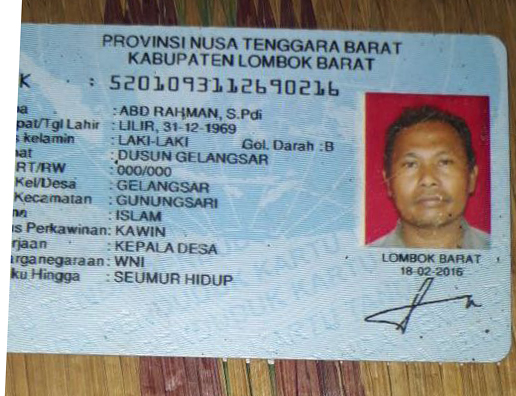 PROVINSI NUSA TENGGARA BARAT
KABUPATEN LOMBOK BARAT
K : 5201093112690216
a : ABD RAHMAN, S.Pdi
pat/Tgl Lahir : LILIR, 31-12-1969
s kelamin : LAKI-LAKI Gol. Darah :B
at : DUSUN GELANGSAR
RT/RW : 000/000
Kel/Desa : GELANGSAR
Kecamatan : GUNUNGSARI
ma : ISLAM
s Perkawinan: KAWIN
rjaan : KEPALA DESA
rganegaraan: WNI
ku Hingga : SEUMUR HIDUP
LOMBOK BARAT
18-02-2016